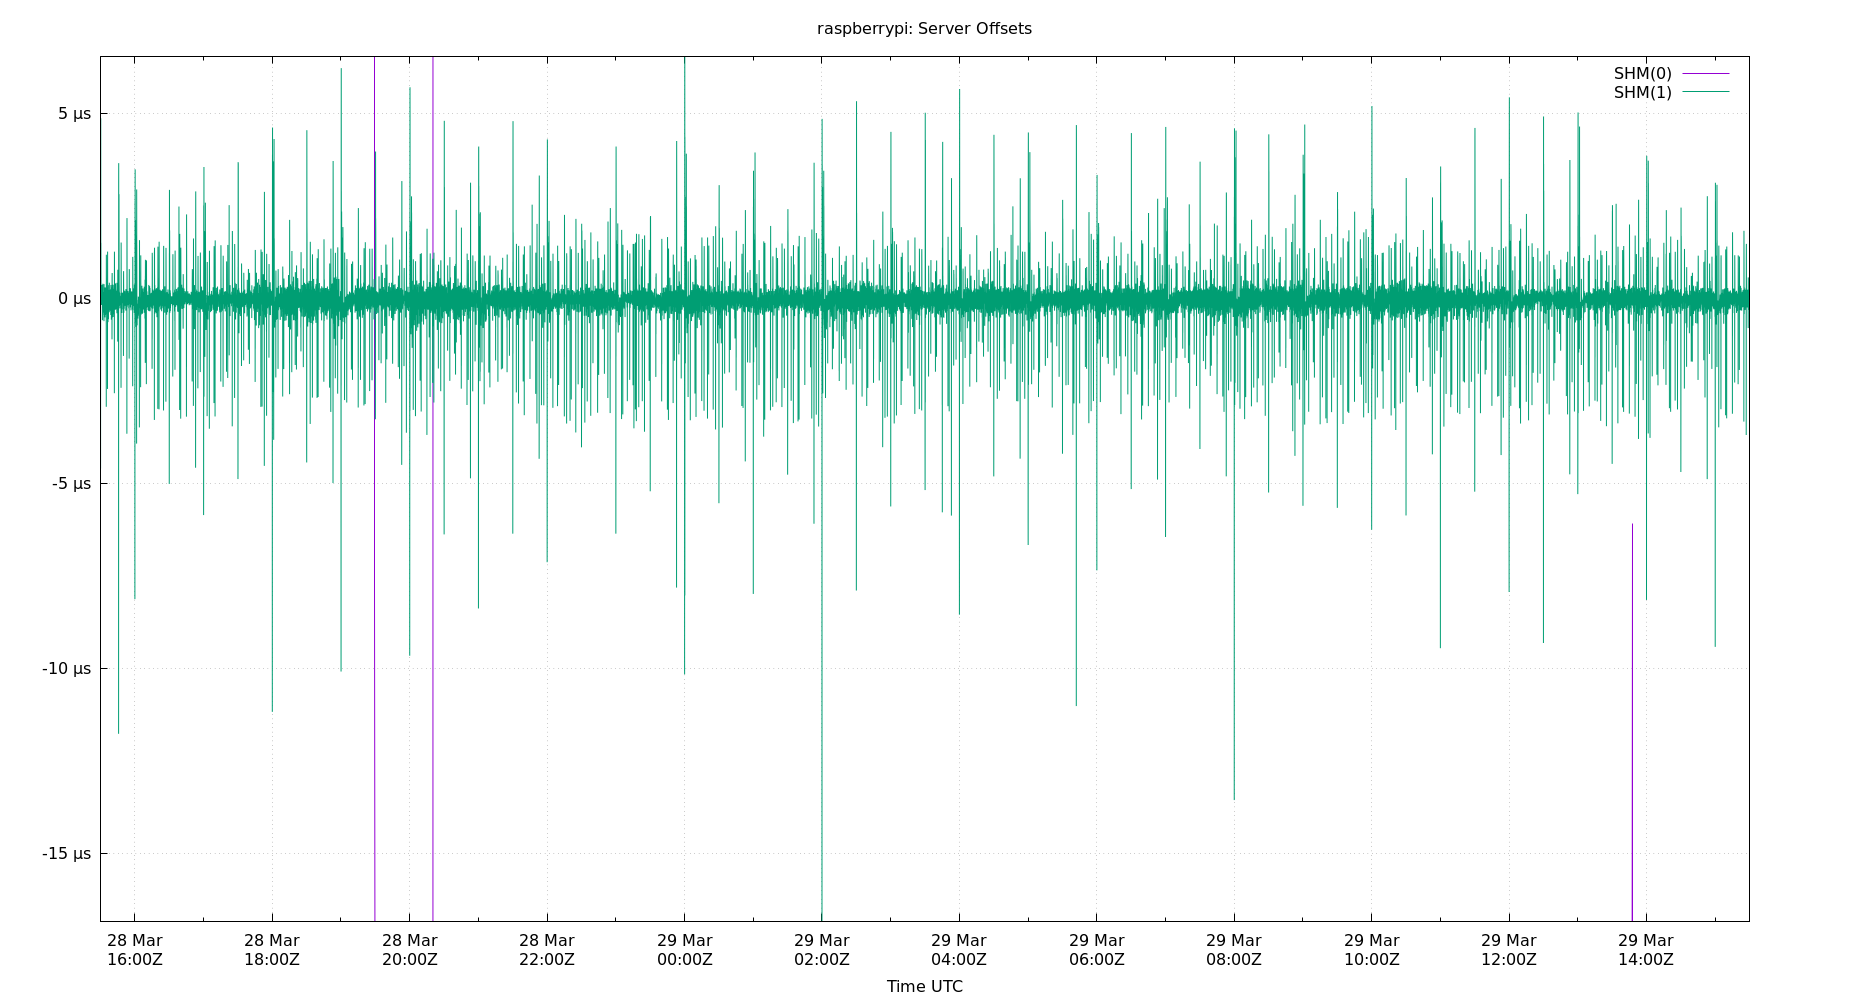 raspberrypi: Server Offsets
SHM(0)
SHM(1)
5 µs
0 µs
-5 µs
-10 µs
-15 µs
28 Mar 28 Mar 28 Mar 28 Mar 29 Mar 29 Mar 29 Mar 29 Mar 29 Mar 29 Mar 29 Mar 29 Mar
16:00Z 18:00Z 20:00Z 22:00Z 00:00Z 02:00Z 04:00Z 06:00Z 08:00Z 10:00Z 12:00Z 14:00Z
Time UTC